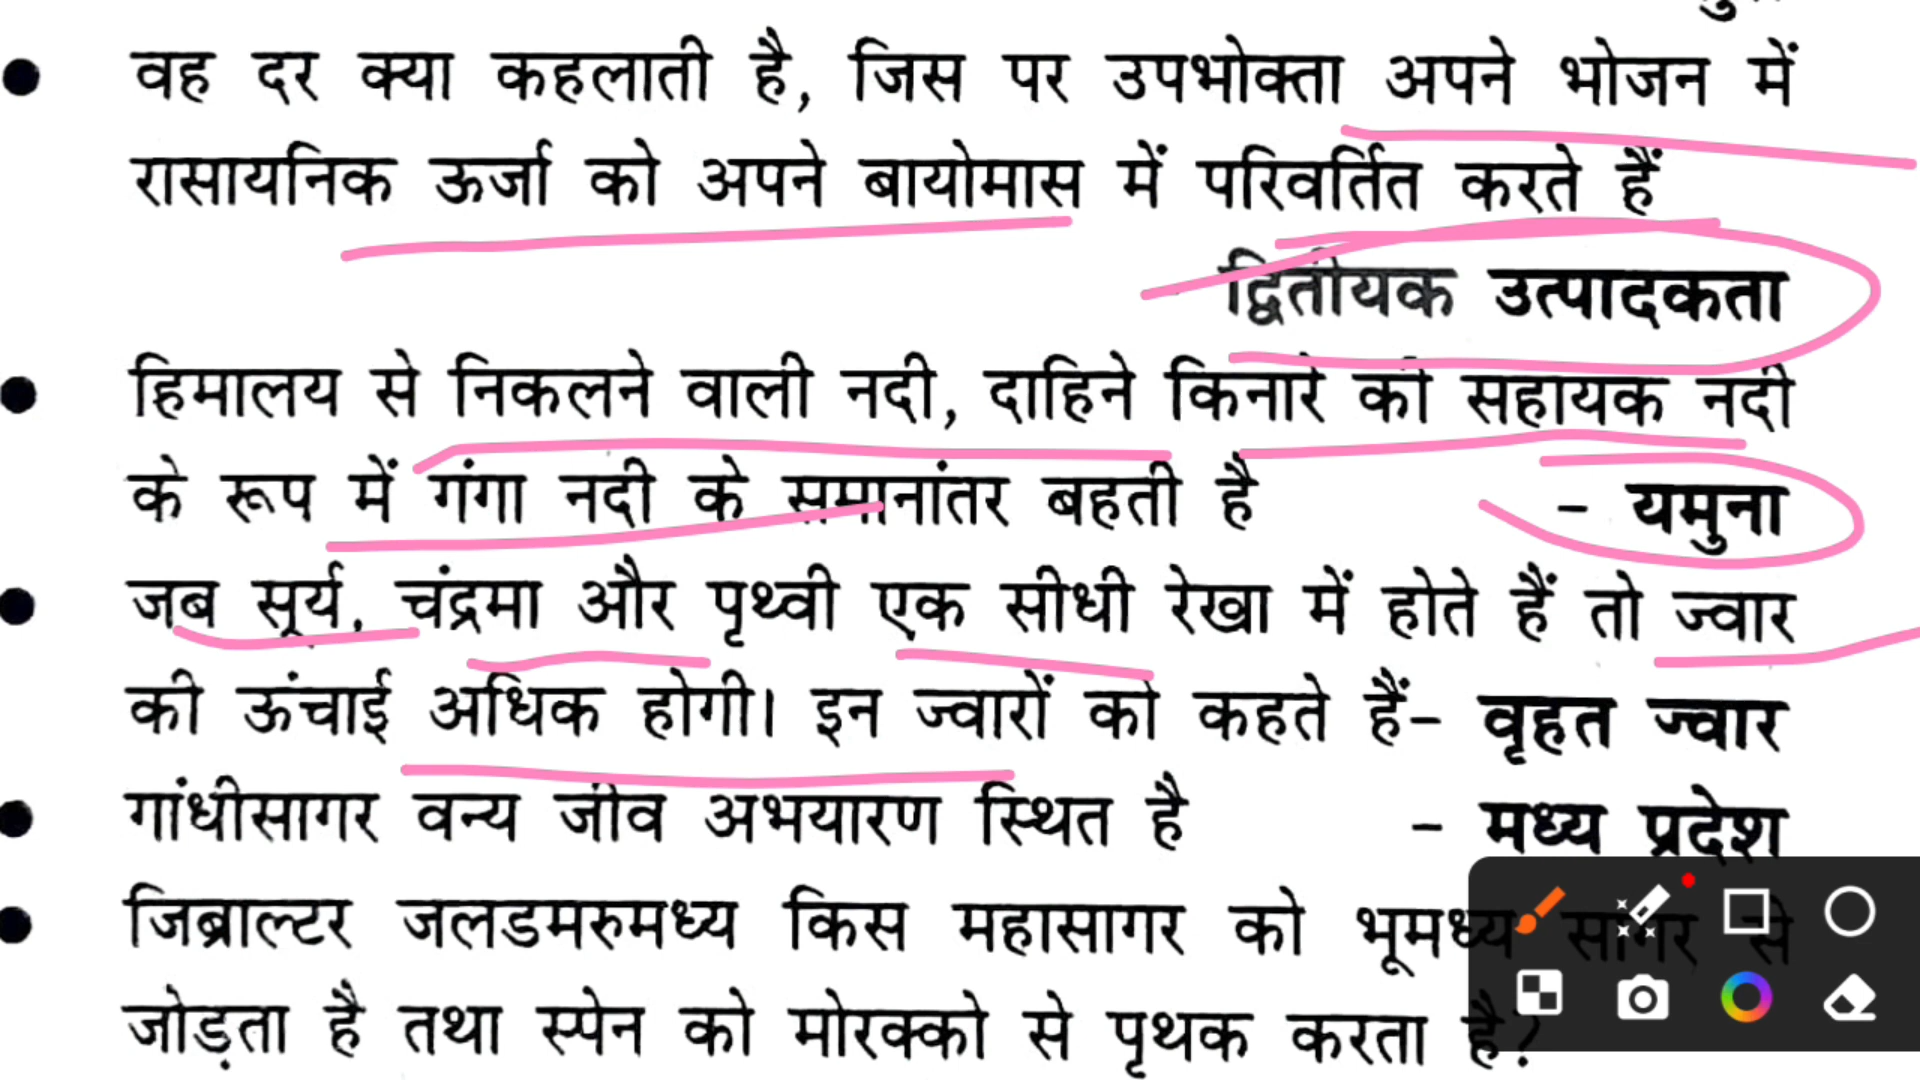 • वह दर क्या कहलाती है, जिस पर उपभोक्ता अपने भोजन में
रासायनिक ऊर्जा को अपने बायोमास में परिवर्तित करते हैं
द्वितीयक उत्पादकता
• हिमालय से निकलने वाली नदी, दाहिने किनारे की सहायक नदी
के रूप में गंगा नदी के समानांतर बहती है – यमुना
• जब सूर्य, चंद्रमा और पृथ्वी एक सीधी रेखा में होते हैं तो ज्वार
की ऊंचाई अधिक होगी। इन ज्वारों को कहते हैं– वृहत ज्वार
• गांधीसागर वन्य जीव अभयारण स्थित है – मध्य प्रदेश
• जिब्राल्टर जलडमरुमध्य किस महासागर को भूमध्य सागर से
जोड़ता है तथा स्पेन को मोरक्को से पृथक करता है?